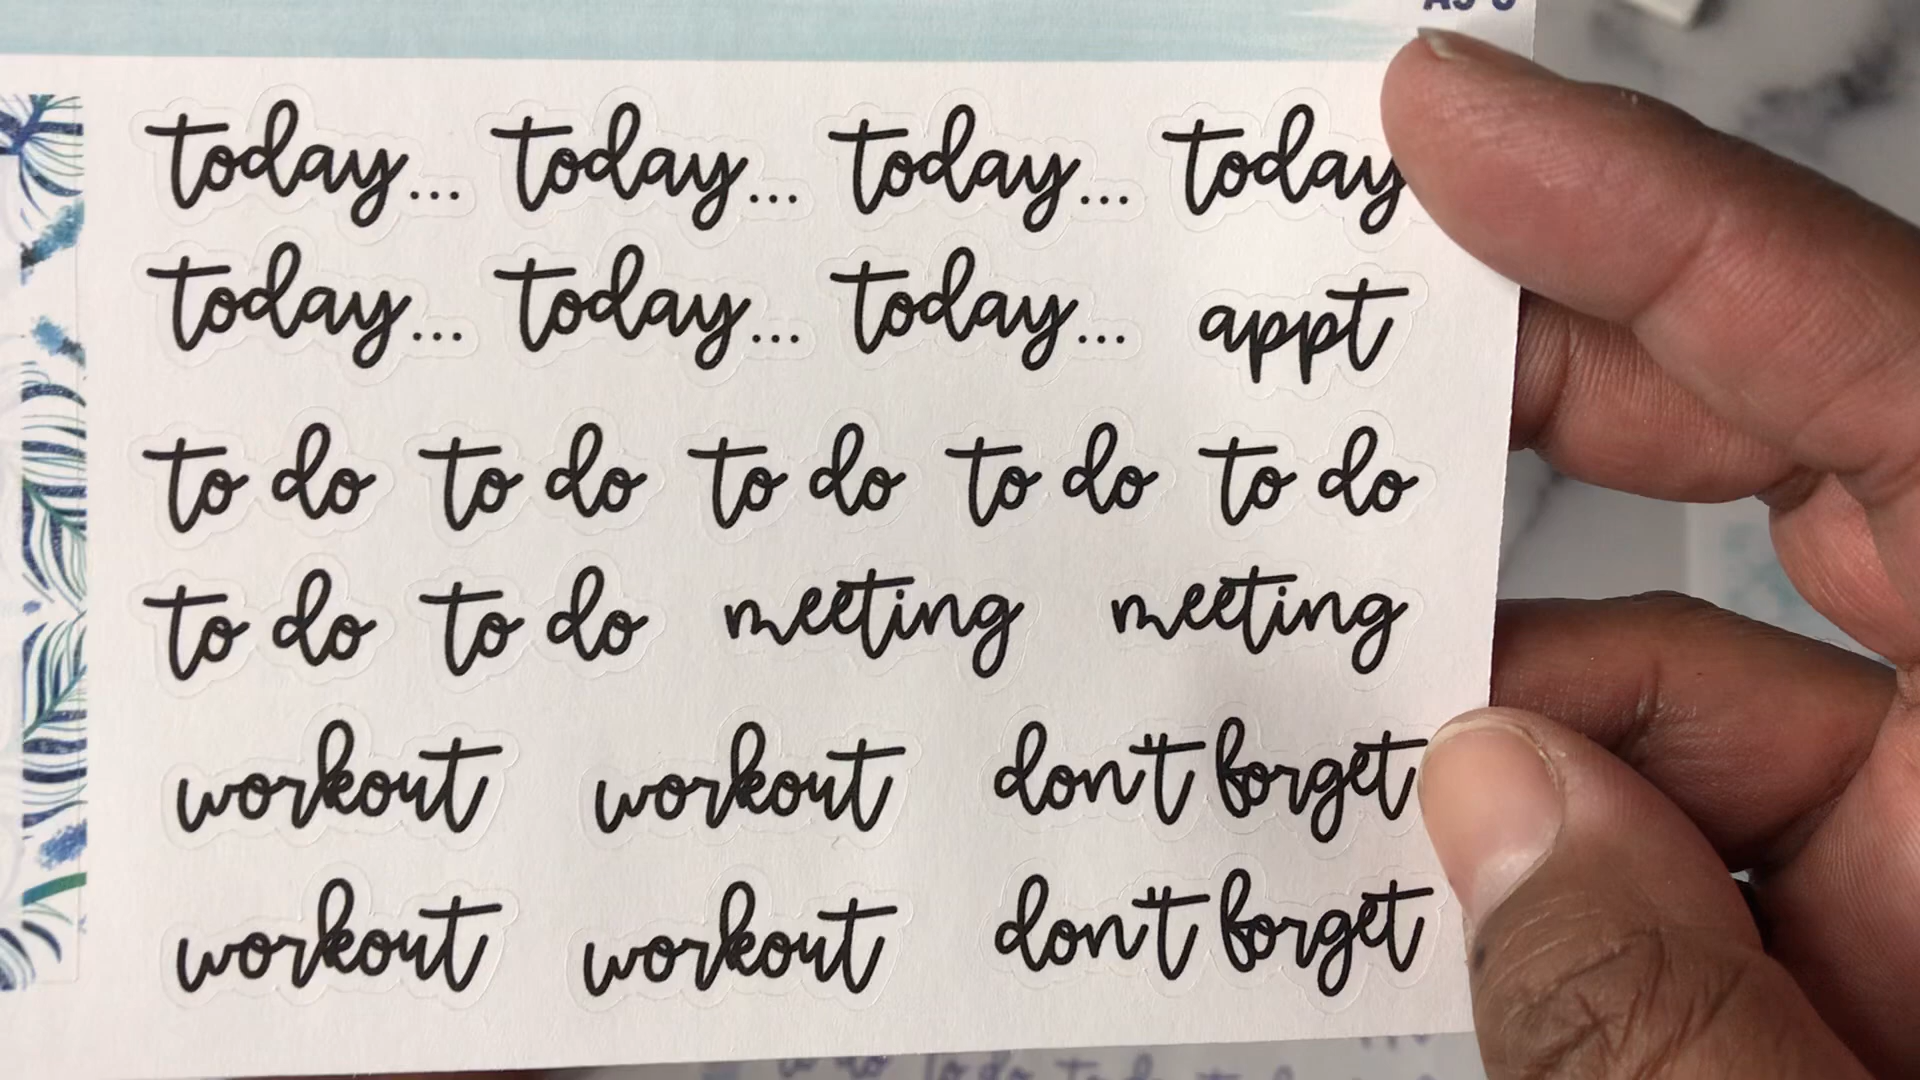 today... today... today... today
today... today... today... appt
to do to do to do to do to do
to do to do meeting meeting
workout workout don't forget
workout workout don't forget